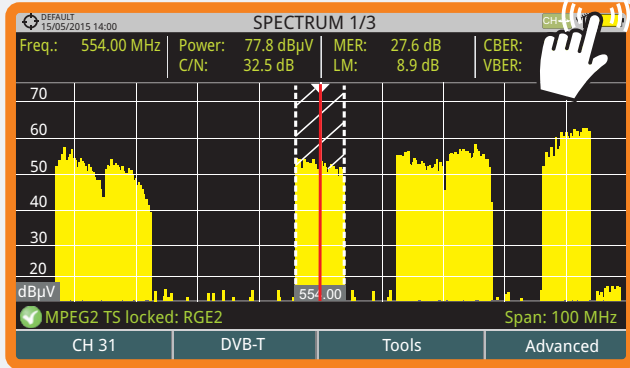 DEFAULT
15/05/2015 14:00
SPECTRUM 1/3
CH
Freq.: 554.00 MHz
Power: 77.8 dBµV
MER: 27.6 dB
CBER:
C/N: 32.5 dB
LM: 8.9 dB
VBER:
70
60
50
40
30
20
dBµV
554.00
MPEG2 TS locked: RGE2
Span: 100 MHz
CH 31
DVB-T
Tools
Advanced